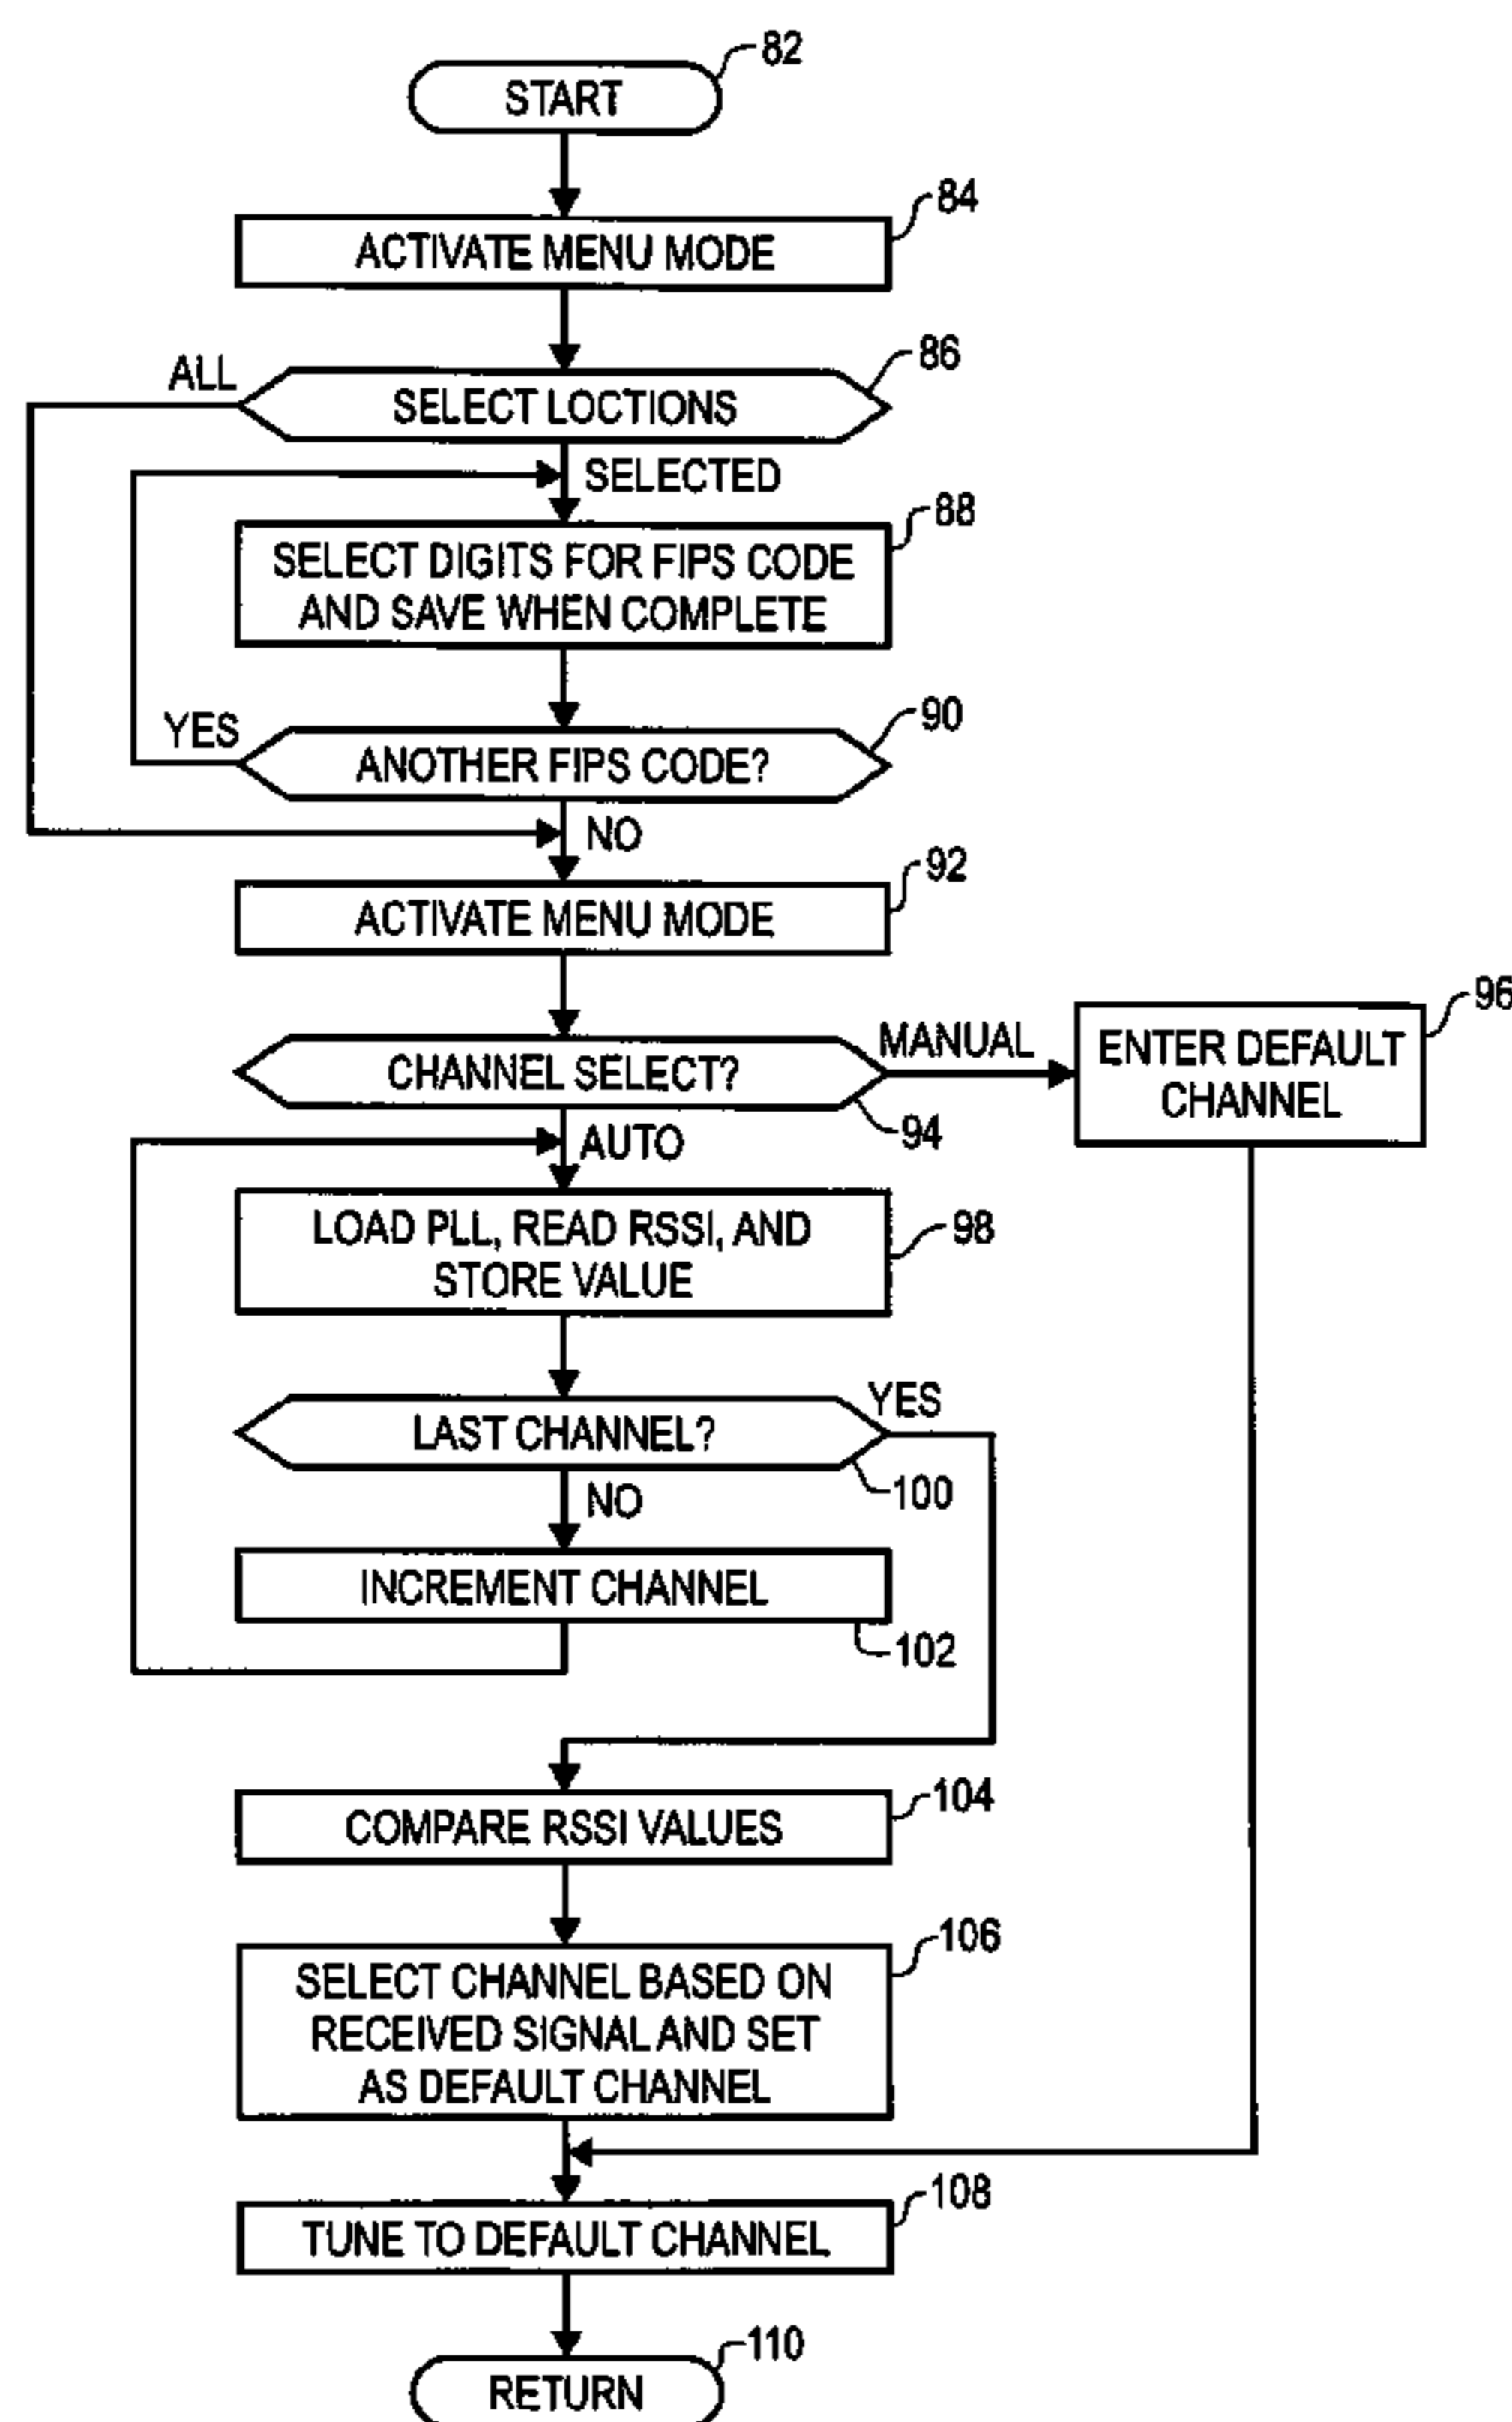 82
START
84
ACTIVATE MENU MODE
86
ALL
SELECT LOCTIONS
SELECTED
88
SELECT DIGITS FOR FIPS CODE
AND SAVE WHEN COMPLETE
90
YES
ANOTHER FIPS CODE?
NO
92
ACTIVATE MENU MODE
96
MANUAL
ENTER DEFAULT
CHANNEL
CHANNEL SELECT?
94
AUTO
98
LOAD PLL, READ RSSI, AND
STORE VALUE
YES
LAST CHANNEL?
100
NO
INCREMENT CHANNEL
102
104
COMPARE RSSI VALUES
106
SELECT CHANNEL BASED ON
RECEIVED SIGNAL AND SET
AS DEFAULT CHANNEL
108
TUNE TO DEFAULT CHANNEL
110
RETURN